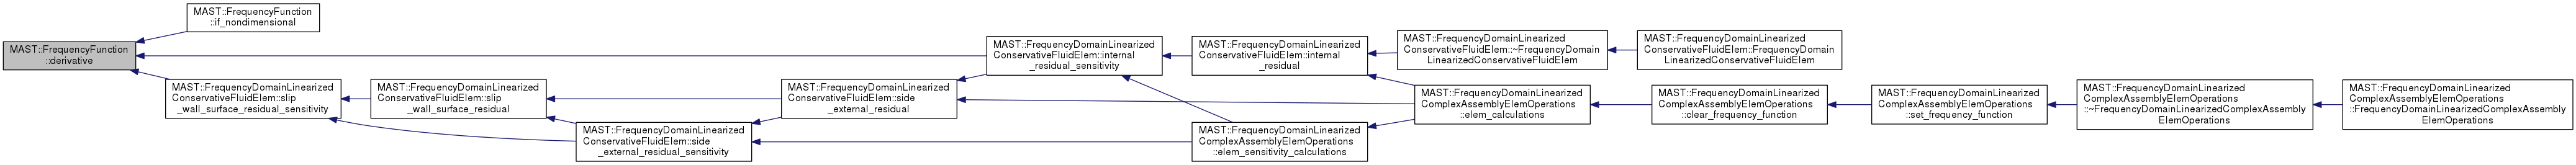 MAST::FrequencyFunction
::if_nondimensional
MAST::FrequencyFunction
::derivative
MAST::FrequencyDomainLinearized
ConservativeFluidElem::slip
_wall_surface_residual_sensitivity
MAST::FrequencyDomainLinearized
ConservativeFluidElem::slip
_wall_surface_residual
MAST::FrequencyDomainLinearized
ConservativeFluidElem::side
_external_residual_sensitivity
MAST::FrequencyDomainLinearized
ConservativeFluidElem::side
_external_residual
MAST::FrequencyDomainLinearized
ConservativeFluidElem::internal
_residual_sensitivity
MAST::FrequencyDomainLinearized
ConservativeFluidElem::internal
_residual
MAST::FrequencyDomainLinearized
ComplexAssemblyElemOperations
::elem_sensitivity_calculations
MAST::FrequencyDomainLinearized
ConservativeFluidElem::~FrequencyDomain
LinearizedConservativeFluidElem
MAST::FrequencyDomainLinearized
ConservativeFluidElem::FrequencyDomain
LinearizedConservativeFluidElem
MAST::FrequencyDomainLinearized
ComplexAssemblyElemOperations
::elem_calculations
MAST::FrequencyDomainLinearized
ComplexAssemblyElemOperations
::clear_frequency_function
MAST::FrequencyDomainLinearized
ComplexAssemblyElemOperations
::set_frequency_function
MAST::FrequencyDomainLinearized
ComplexAssemblyElemOperations
::~FrequencyDomainLinearizedComplexAssembly
ElemOperations
MAST::FrequencyDomainLinearized
ComplexAssemblyElemOperations
::FrequencyDomainLinearizedComplexAssembly
ElemOperations